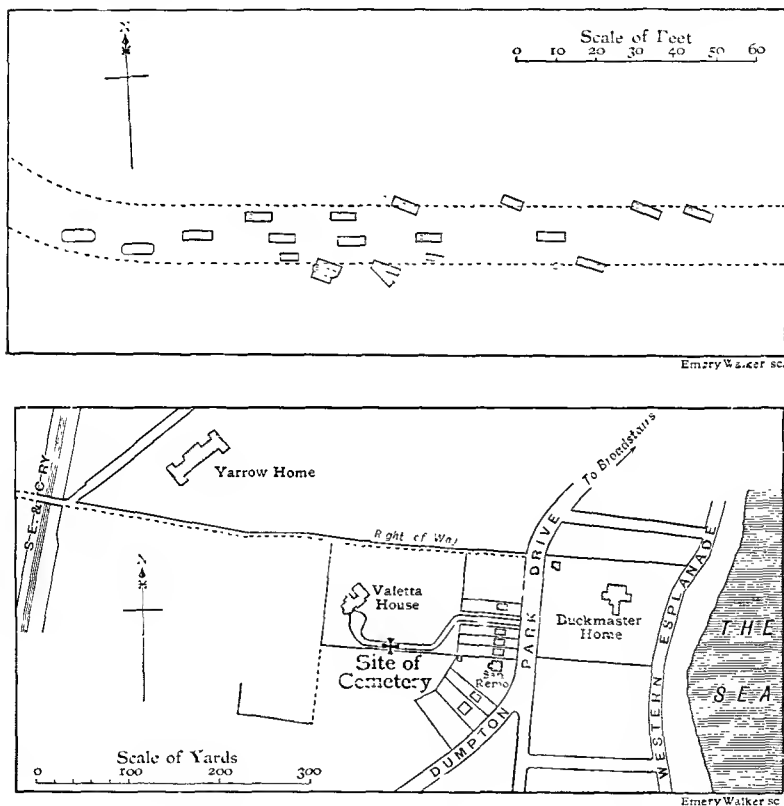 N
Scale of Feet
0 10 20 30 40 50 60
Emery Walker sc.
S.E. & C.RY
Yarrow Home
To Broadstairs
Right of Way
N
Valetta
House
Duckmaster
Home
Site of
Cemetery
San
Remo
DUMPTON PARK DRIVE
WESTERN ESPLANADE
THE
SEA
Scale of Yards
0 100 200 300
Emery Walker sc.